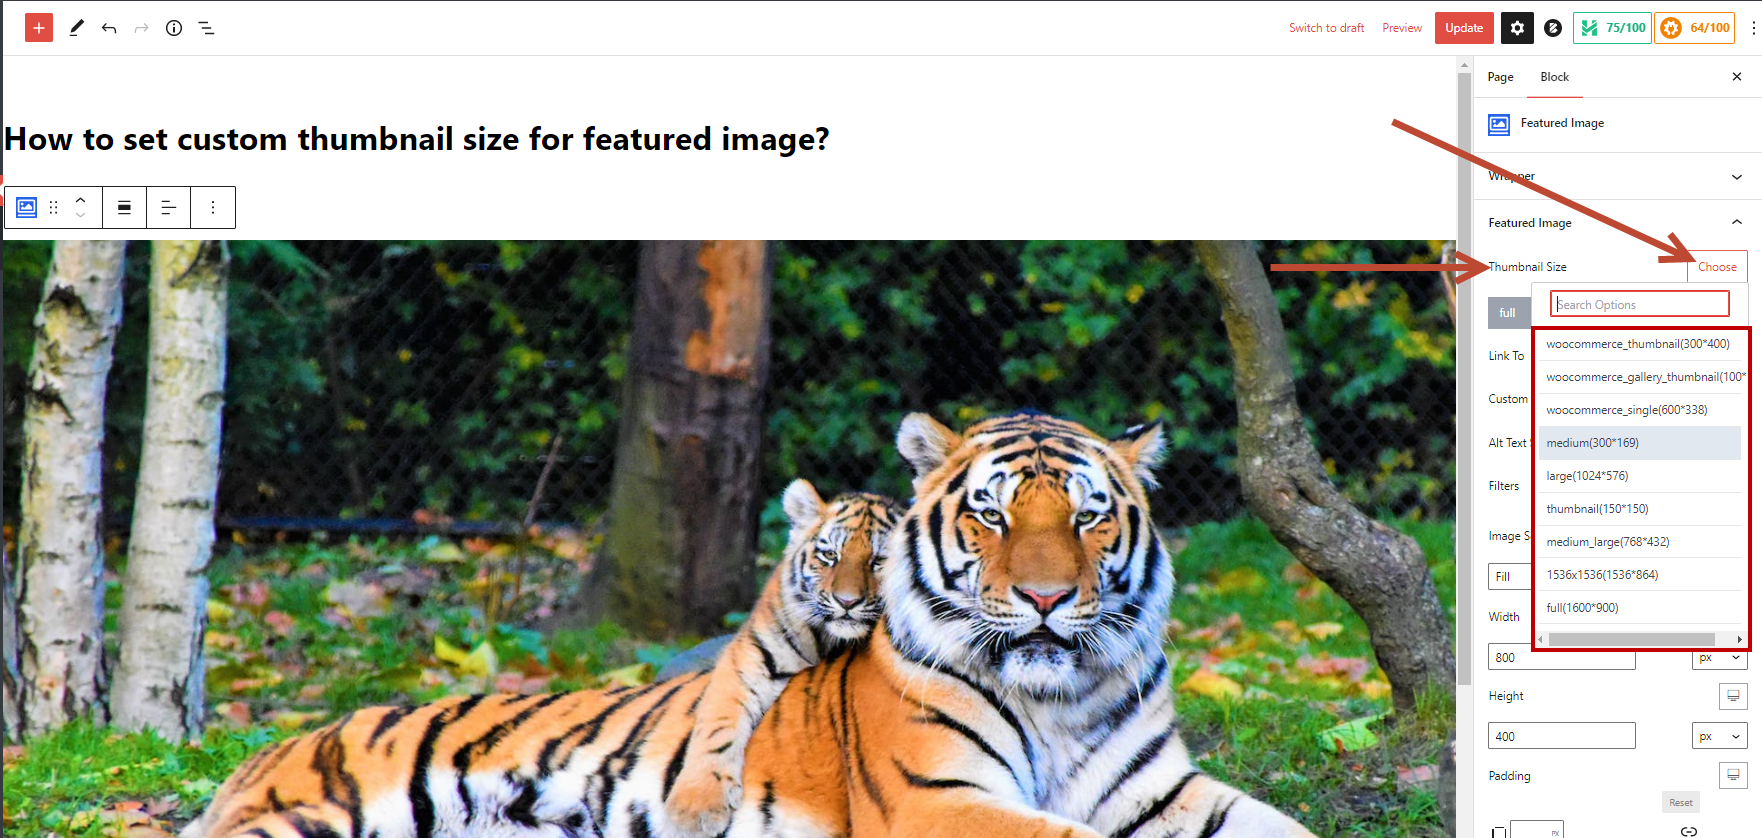 Switch to draft
Preview
Update
75/100
64/100
Page
Block
How to set custom thumbnail size for featured image?
Featured Image
Wrapper
Featured Image
Thumbnail Size
Choose
Search Options
full
woocommerce_thumbnail(300*400)
Link To
woocommerce_gallery_thumbnail(100*
Custom
woocommerce_single(600*338)
Alt Text
medium(300*169)
large(1024*576)
Filters
thumbnail(150*150)
Image S
medium_large(768*432)
Fill
1536x1536(1536*864)
full(1600*900)
Width
800
px
Height
400
px
Padding
Reset
PX